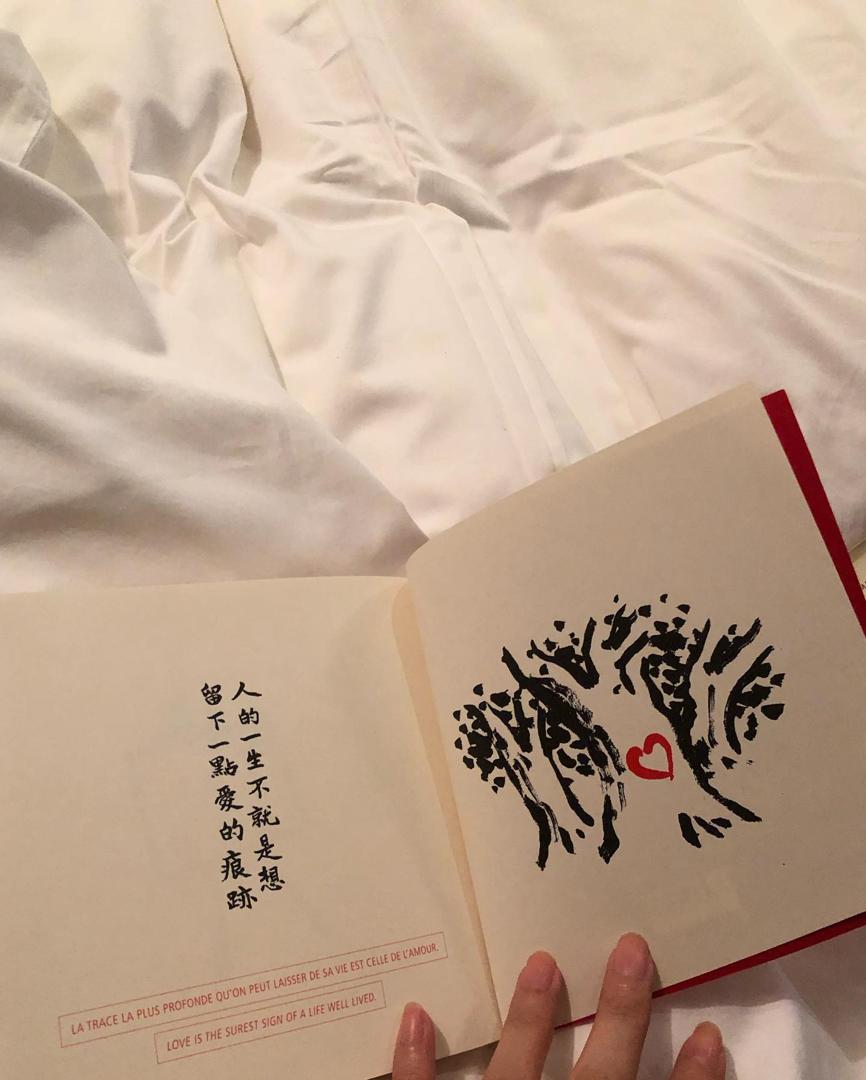 人的一生不就是想
留下一點愛的痕跡
LA TRACE LA PLUS PROFONDE QU'ON PEUT LAISSER DE SA VIE EST CELLE DE L'AMOUR.
LOVE IS THE SUREST SIGN OF A LIFE WELL LIVED.